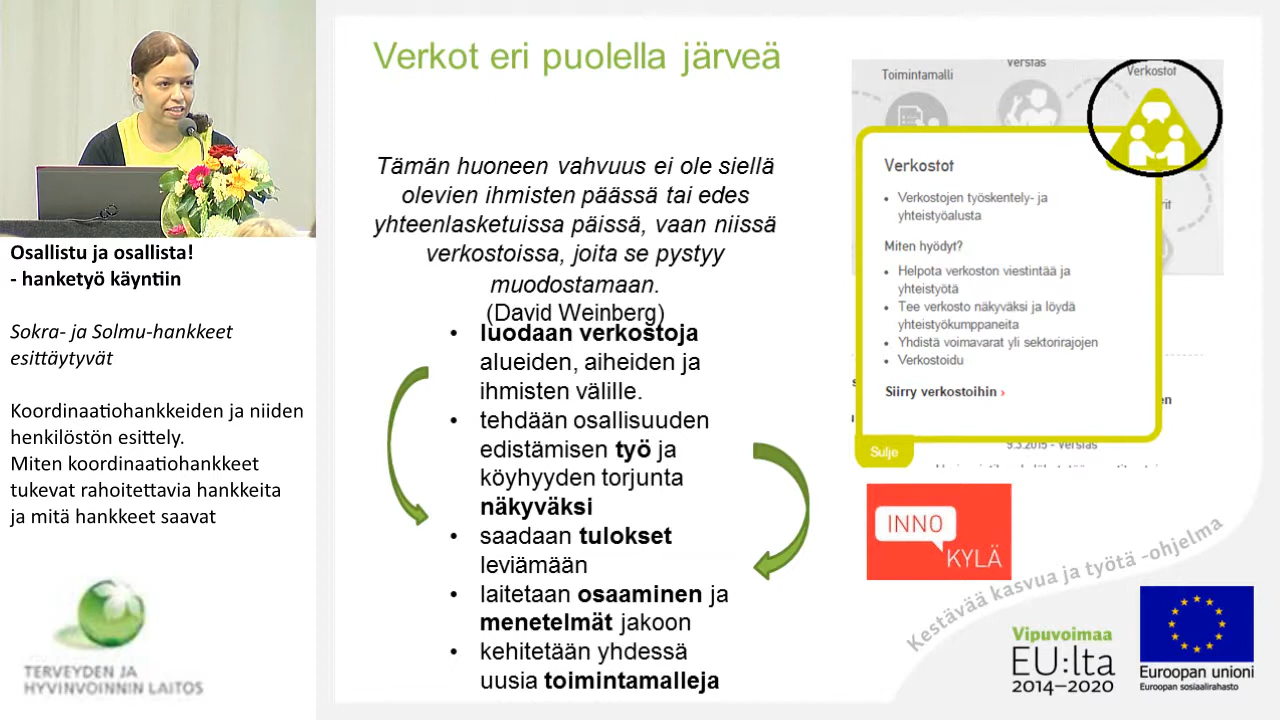 Osallistu ja osallista!
- hanketyö käyntiin
Sokra- ja Solmu-hankkeet
esittäytyvät
Koordinaatiohankkeiden ja niiden
henkilöstön esittely.
Miten koordinaatiohankkeet
tukevat rahoitettavia hankkeita
ja mitä hankkeet saavat
TERVEYDEN JA
HYVINVOINNIN LAITOS
Verkot eri puolella järveä
Tämän huoneen vahvuus ei ole siellä
olevien ihmisten päässä tai edes
yhteenlasketuissa päissä, vaan niissä
verkostoissa, joita se pystyy
muodostamaan.
(David Weinberg)
• luodaan verkostoja
alueiden, aiheiden ja
ihmisten välille.
• tehdään osallisuuden
edistämisen työ ja
köyhyyden torjunta
näkyväksi
• saadaan tulokset
leviämään
• laitetaan osaaminen ja
menetelmät jakoon
• kehitetään yhdessä
uusia toimintamalleja
Toimintamalli
Verstas
Verkostot
Verkostot
• Verkostojen työskentely- ja
yhteistyöalusta
Miten hyödyt?
• Helpota verkoston viestintää ja
yhteistyötä
• Tee verkosto näkyväksi ja löydä
yhteistyökumppaneita
• Yhdistä voimavarat yli sektorirajojen
• Verkostoidu
Siirry verkostoihin ›
9.3.2015 - Verstas
Sulje
INNO
KYLÄ
Kestävää kasvua ja työtä -ohjelma
Vipuvoimaa
EU:lta
2014–2020
Euroopan unioni
Euroopan sosiaalirahasto